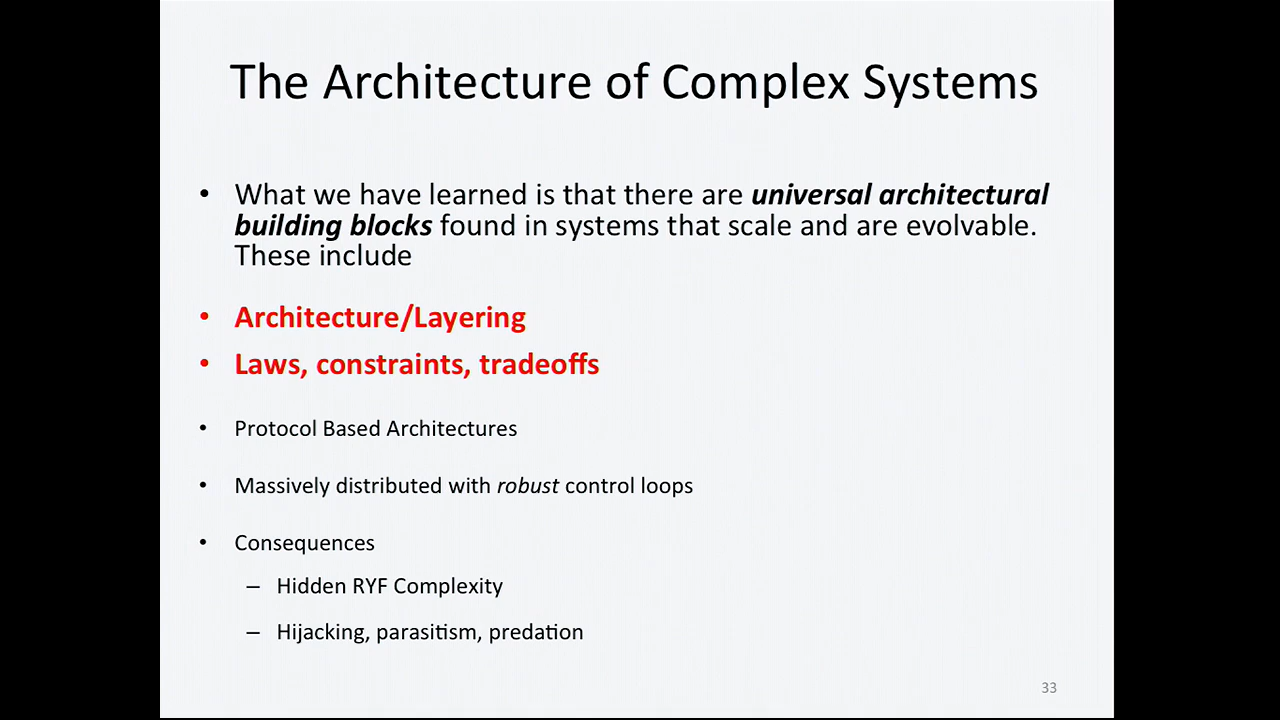 The Architecture of Complex Systems
• What we have learned is that there are universal architectural
building blocks found in systems that scale and are evolvable.
These include
• Architecture/Layering
• Laws, constraints, tradeoffs
• Protocol Based Architectures
• Massively distributed with robust control loops
• Consequences
– Hidden RYF Complexity
– Hijacking, parasitism, predation
33